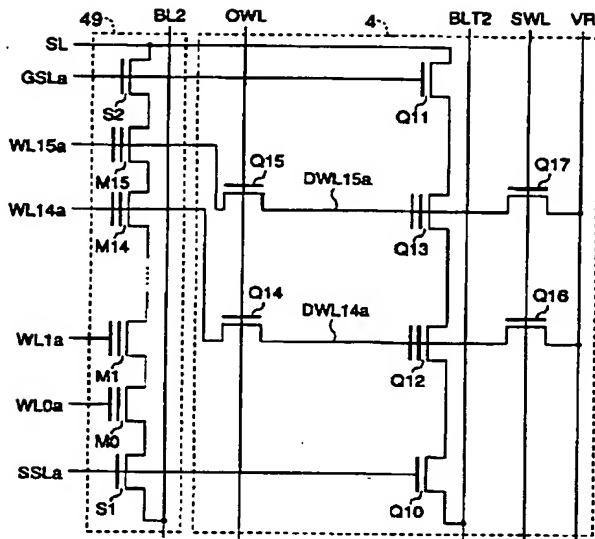 49 BL2 OWL 4 BLT2 SWL VR
SL
GSLa
S2 Q11
WL15a
M15 Q15 DWL15a Q17
WL14a
M14 Q13
Q14 DWL14a Q16
WL1a
M1 Q12
WL0a
M0
SSLa
S1 Q10